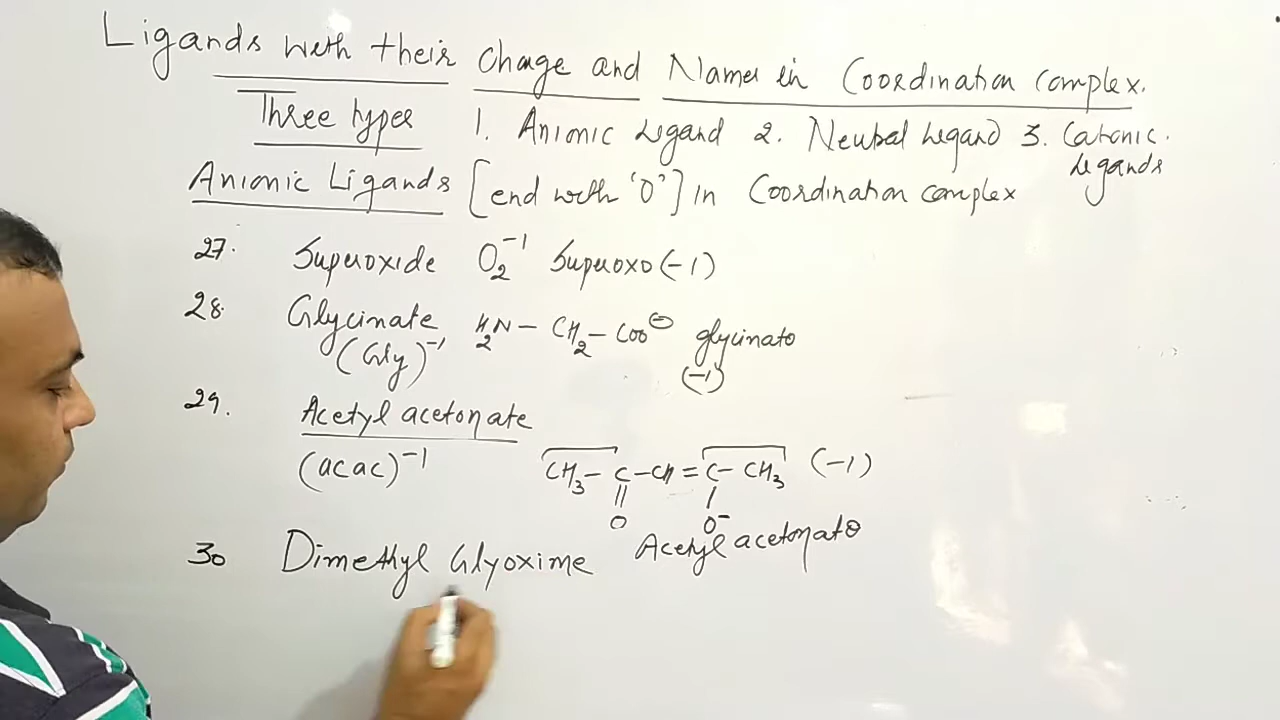 Ligands with their Charge and Names in Coordination complex.
Three types 1. Anionic Ligand 2. Neutral Ligand 3. Cationic Ligands
Anionic Ligands [end with 'O'] in Coordination complex
27. Superoxide O₂⁻¹ Superoxo (-1)
28. Glycinate H₂N-CH₂-COO⊖ glycinato
(Gly)⁻¹ (-1)
29. Acetyl acetonate
(acac)⁻¹ CH₃-C-CH=C-CH₃ (-1)
|| |
O O⁻
Acetyl acetonato
30 Dimethyl Glyoxime